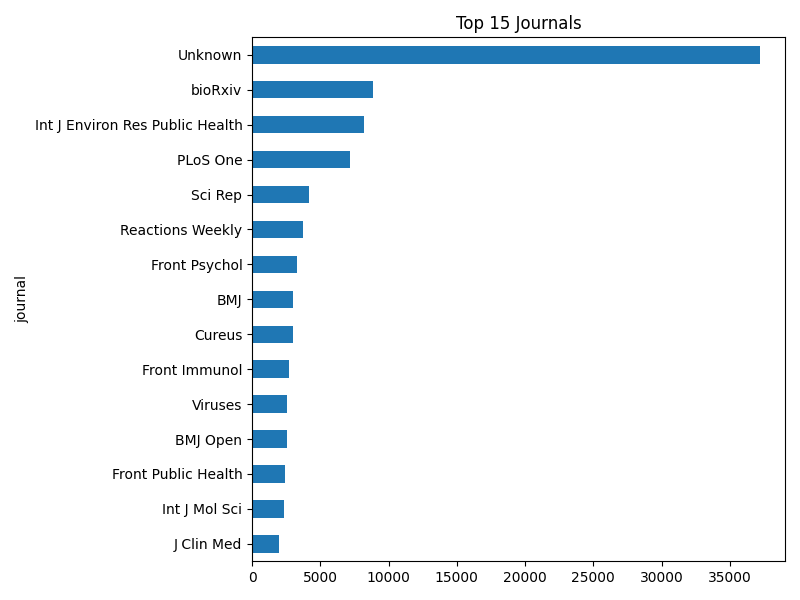 Top 15 Journals
Unknown
bioRxiv
Int J Environ Res Public Health
PLoS One
Sci Rep
Reactions Weekly
Front Psychol
BMJ
Cureus
Front Immunol
Viruses
BMJ Open
Front Public Health
Int J Mol Sci
J Clin Med
journal
0 5000 10000 15000 20000 25000 30000 35000